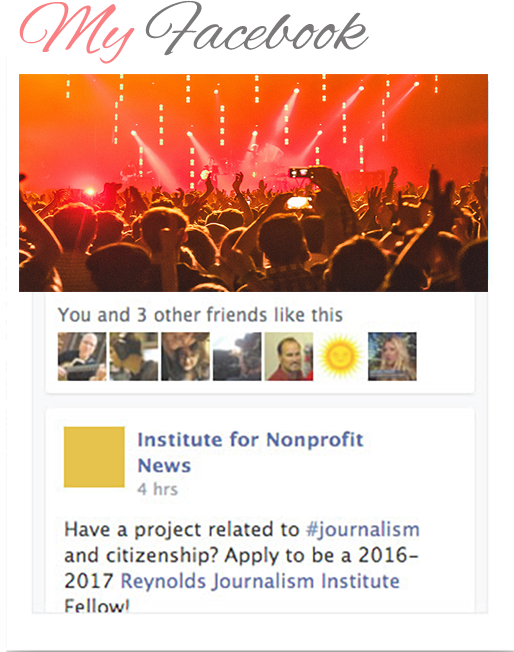 My Facebook
You and 3 other friends like this
Institute for Nonprofit
News
4 hrs
Have a project related to #journalism
and citizenship? Apply to be a 2016-
2017 Reynolds Journalism Institute
Fellow!